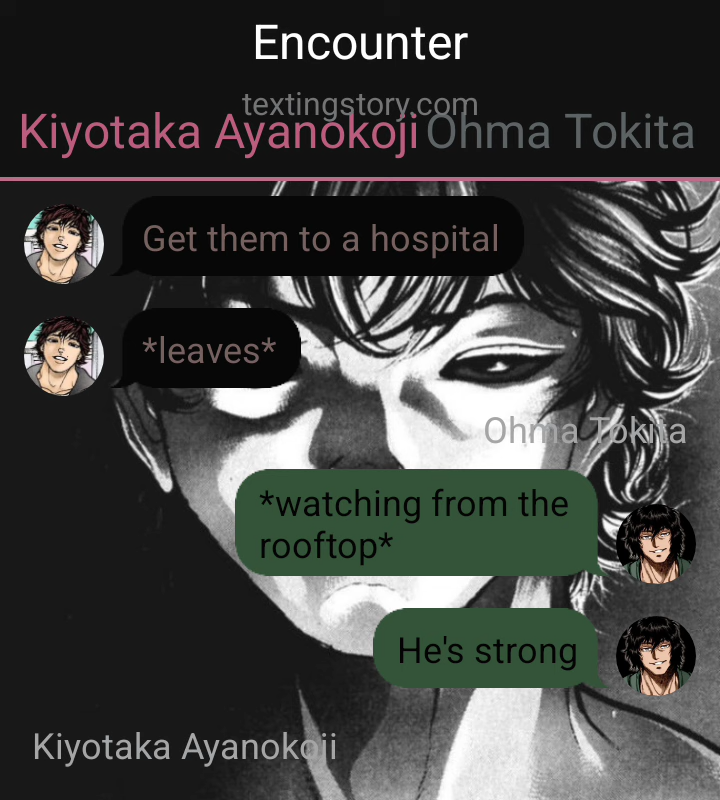 Encounter
textingstory.com
Kiyotaka Ayanokoji Ohma Tokita
Get them to a hospital
*leaves*
Ohma Tokita
*watching from the
rooftop*
He's strong
Kiyotaka Ayanokoji